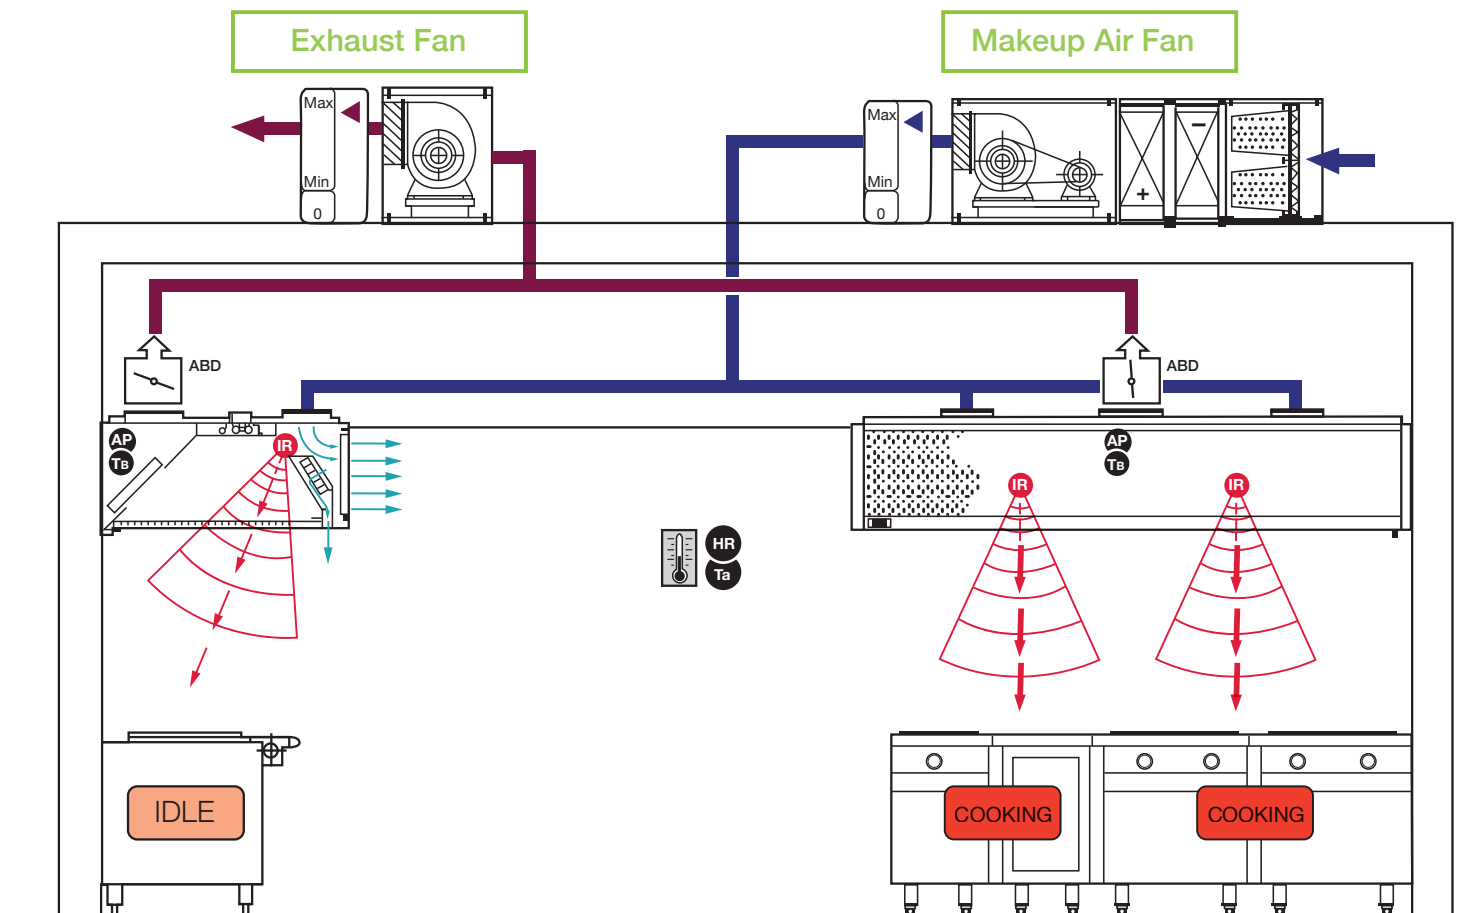 Exhaust Fan
Makeup Air Fan
Max
Min
0
Max
Min
0
+
−
ABD
ABD
AP
TB
IR
AP
TB
IR
IR
HR
Ta
IDLE
COOKING
COOKING